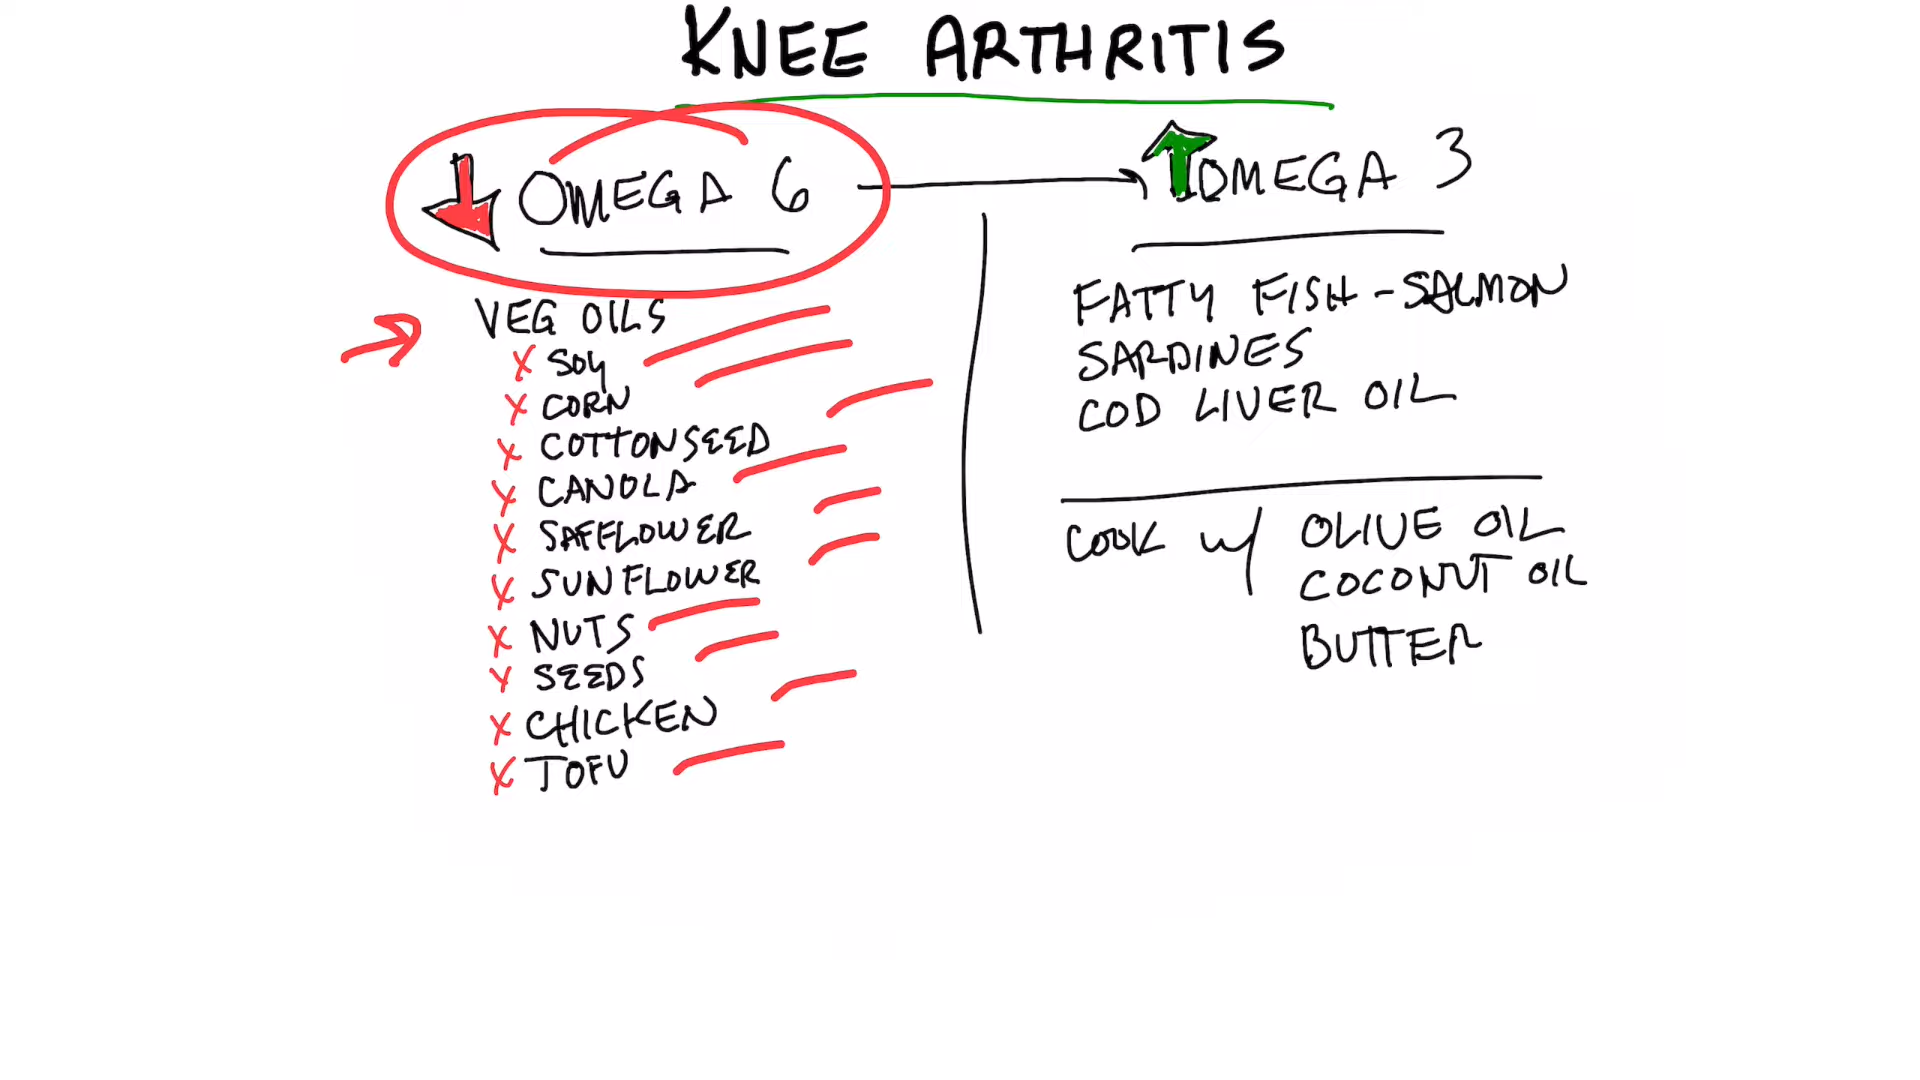 KNEE ARTHRITIS
OMEGA 6
VEG OILS
X SOY
X CORN
X COTTONSEED
X CANOLA
X SAFFLOWER
X SUNFLOWER
X NUTS
X SEEDS
X CHICKEN
X TOFU
OMEGA 3
FATTY FISH - SALMON
SARDINES
COD LIVER OIL
COOK W/ OLIVE OIL
COCONUT OIL
BUTTER